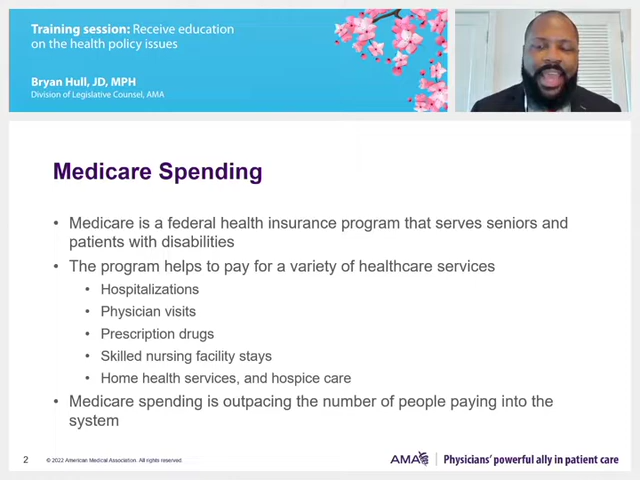 Training session: Receive education
on the health policy issues
Bryan Hull, JD, MPH
Division of Legislative Counsel, AMA
Medicare Spending
• Medicare is a federal health insurance program that serves seniors and
patients with disabilities
• The program helps to pay for a variety of healthcare services
• Hospitalizations
• Physician visits
• Prescription drugs
• Skilled nursing facility stays
• Home health services, and hospice care
• Medicare spending is outpacing the number of people paying into the
system
2
© 2022 American Medical Association. All rights reserved.
AMA
Physicians' powerful ally in patient care